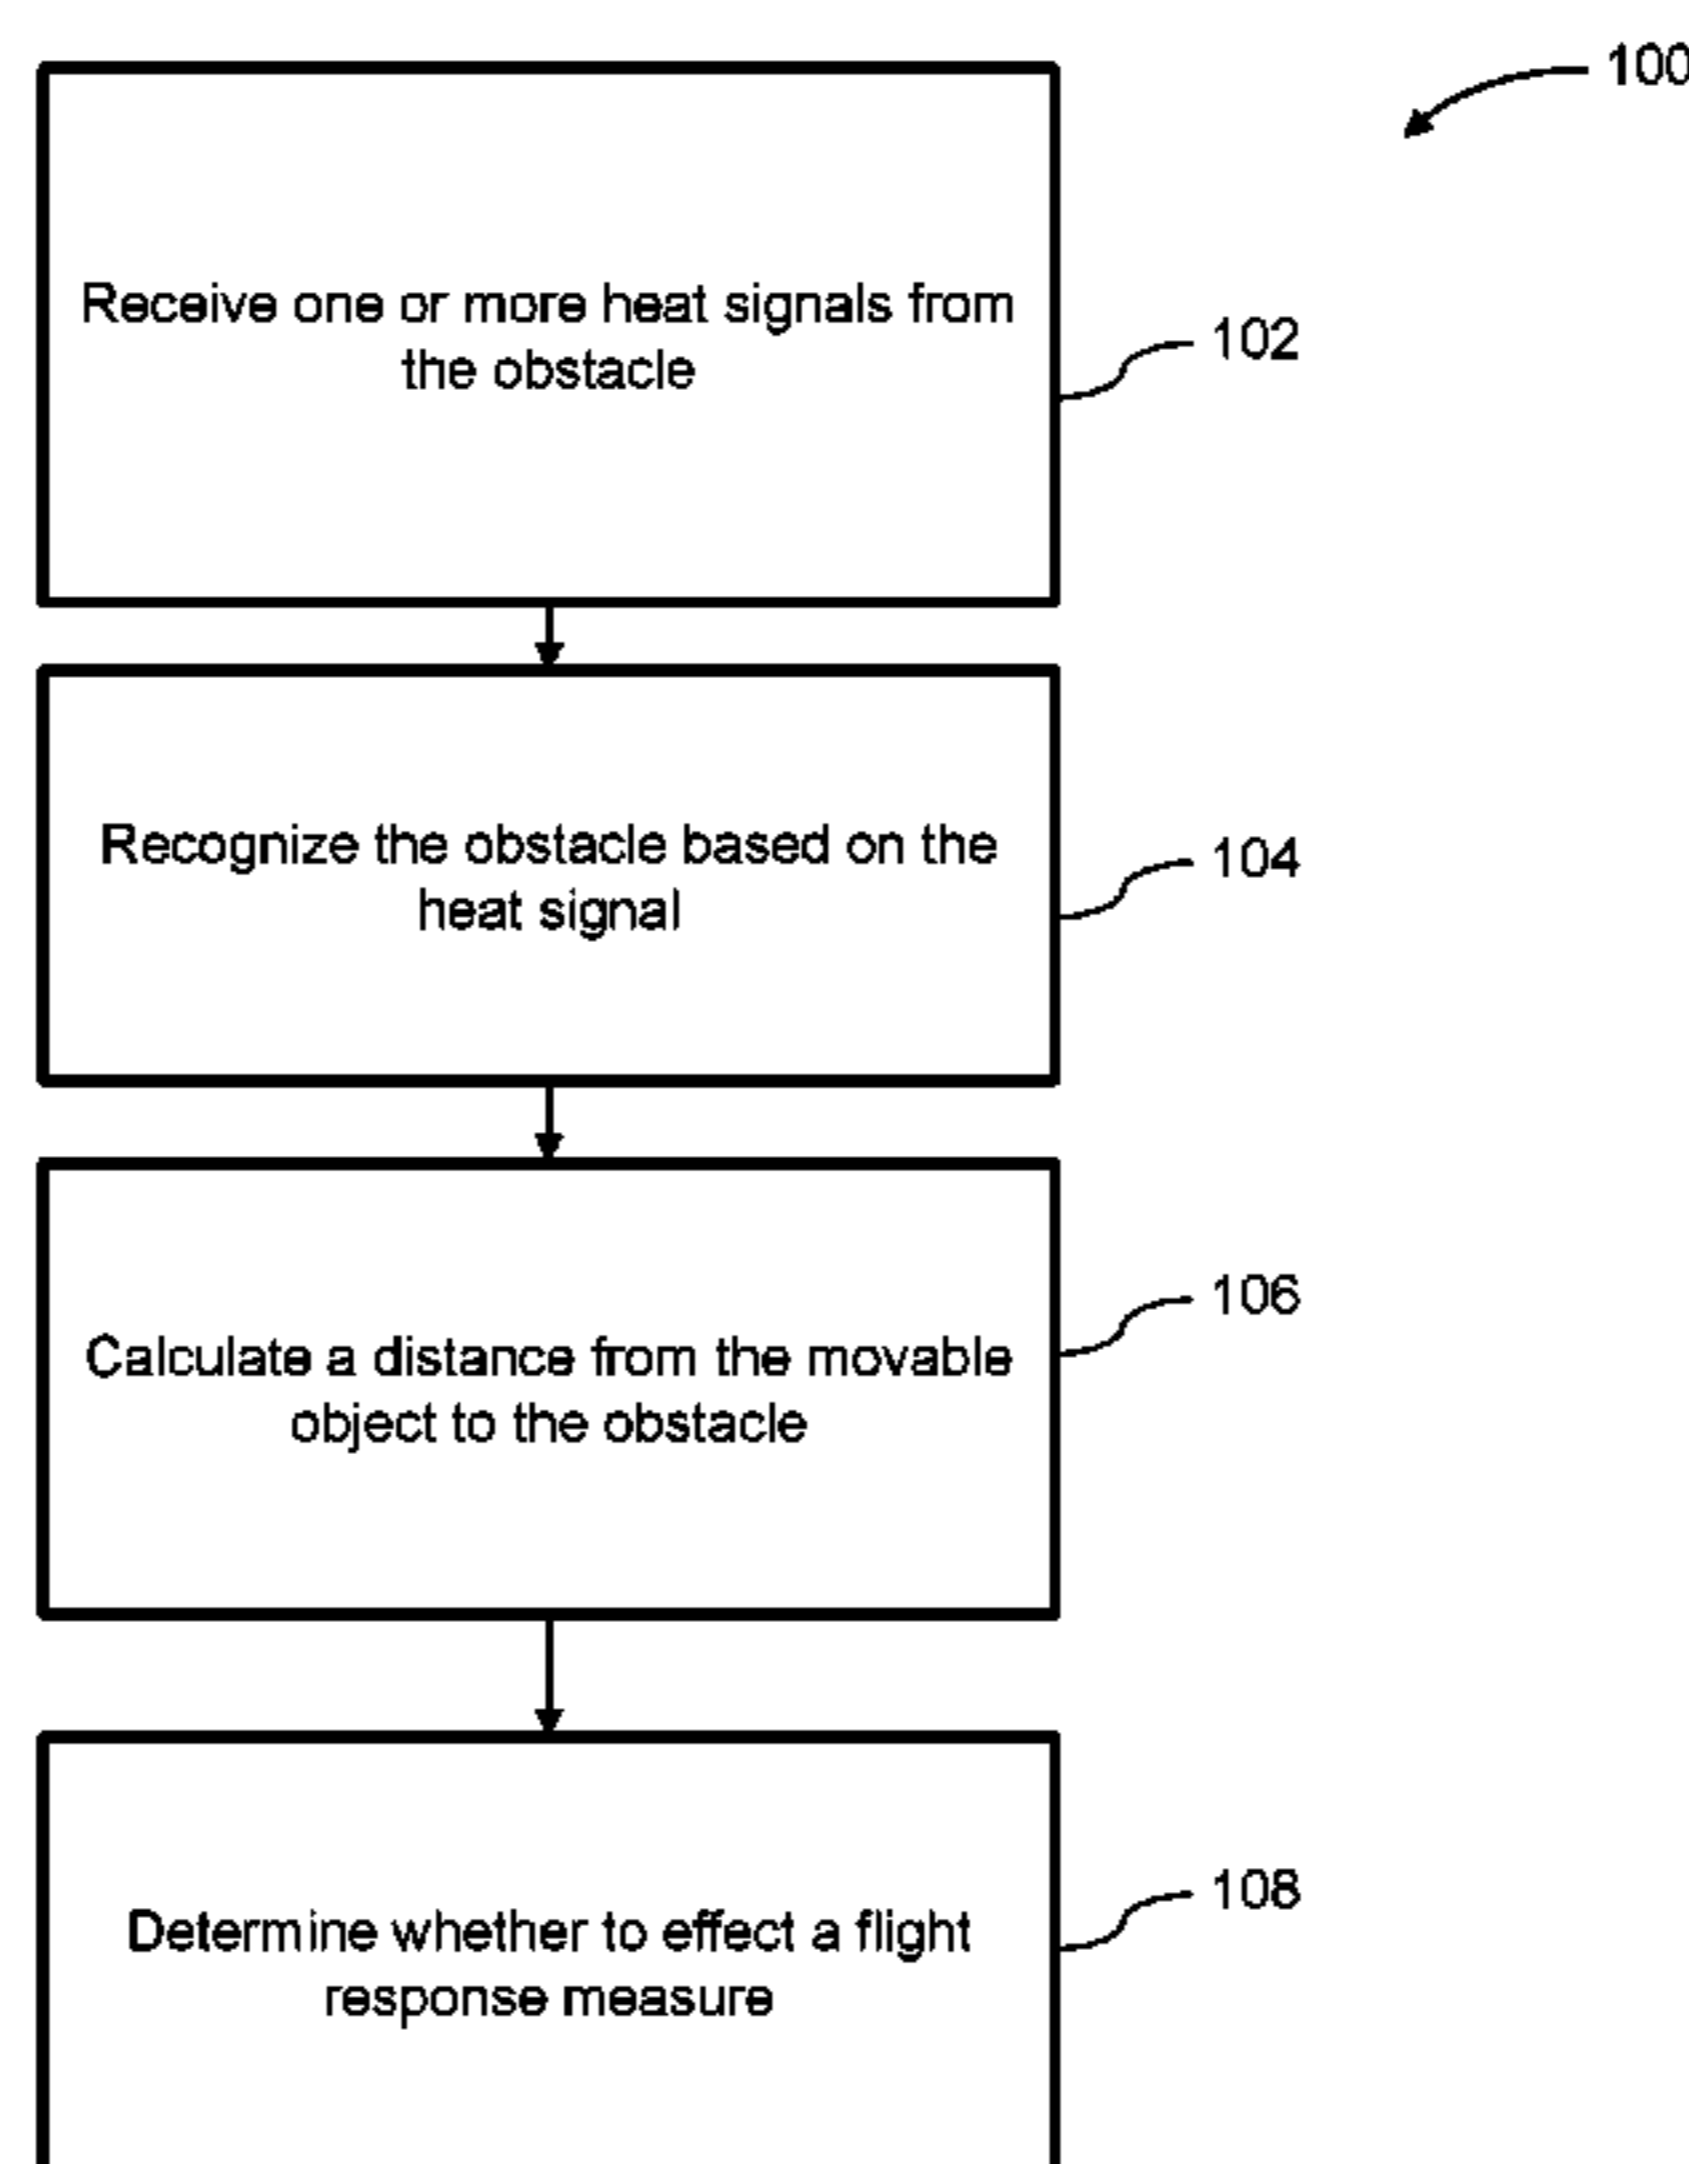 100
Receive one or more heat signals from
the obstacle
102
Recognize the obstacle based on the
heat signal
104
Calculate a distance from the movable
object to the obstacle
106
Determine whether to effect a flight
response measure
108